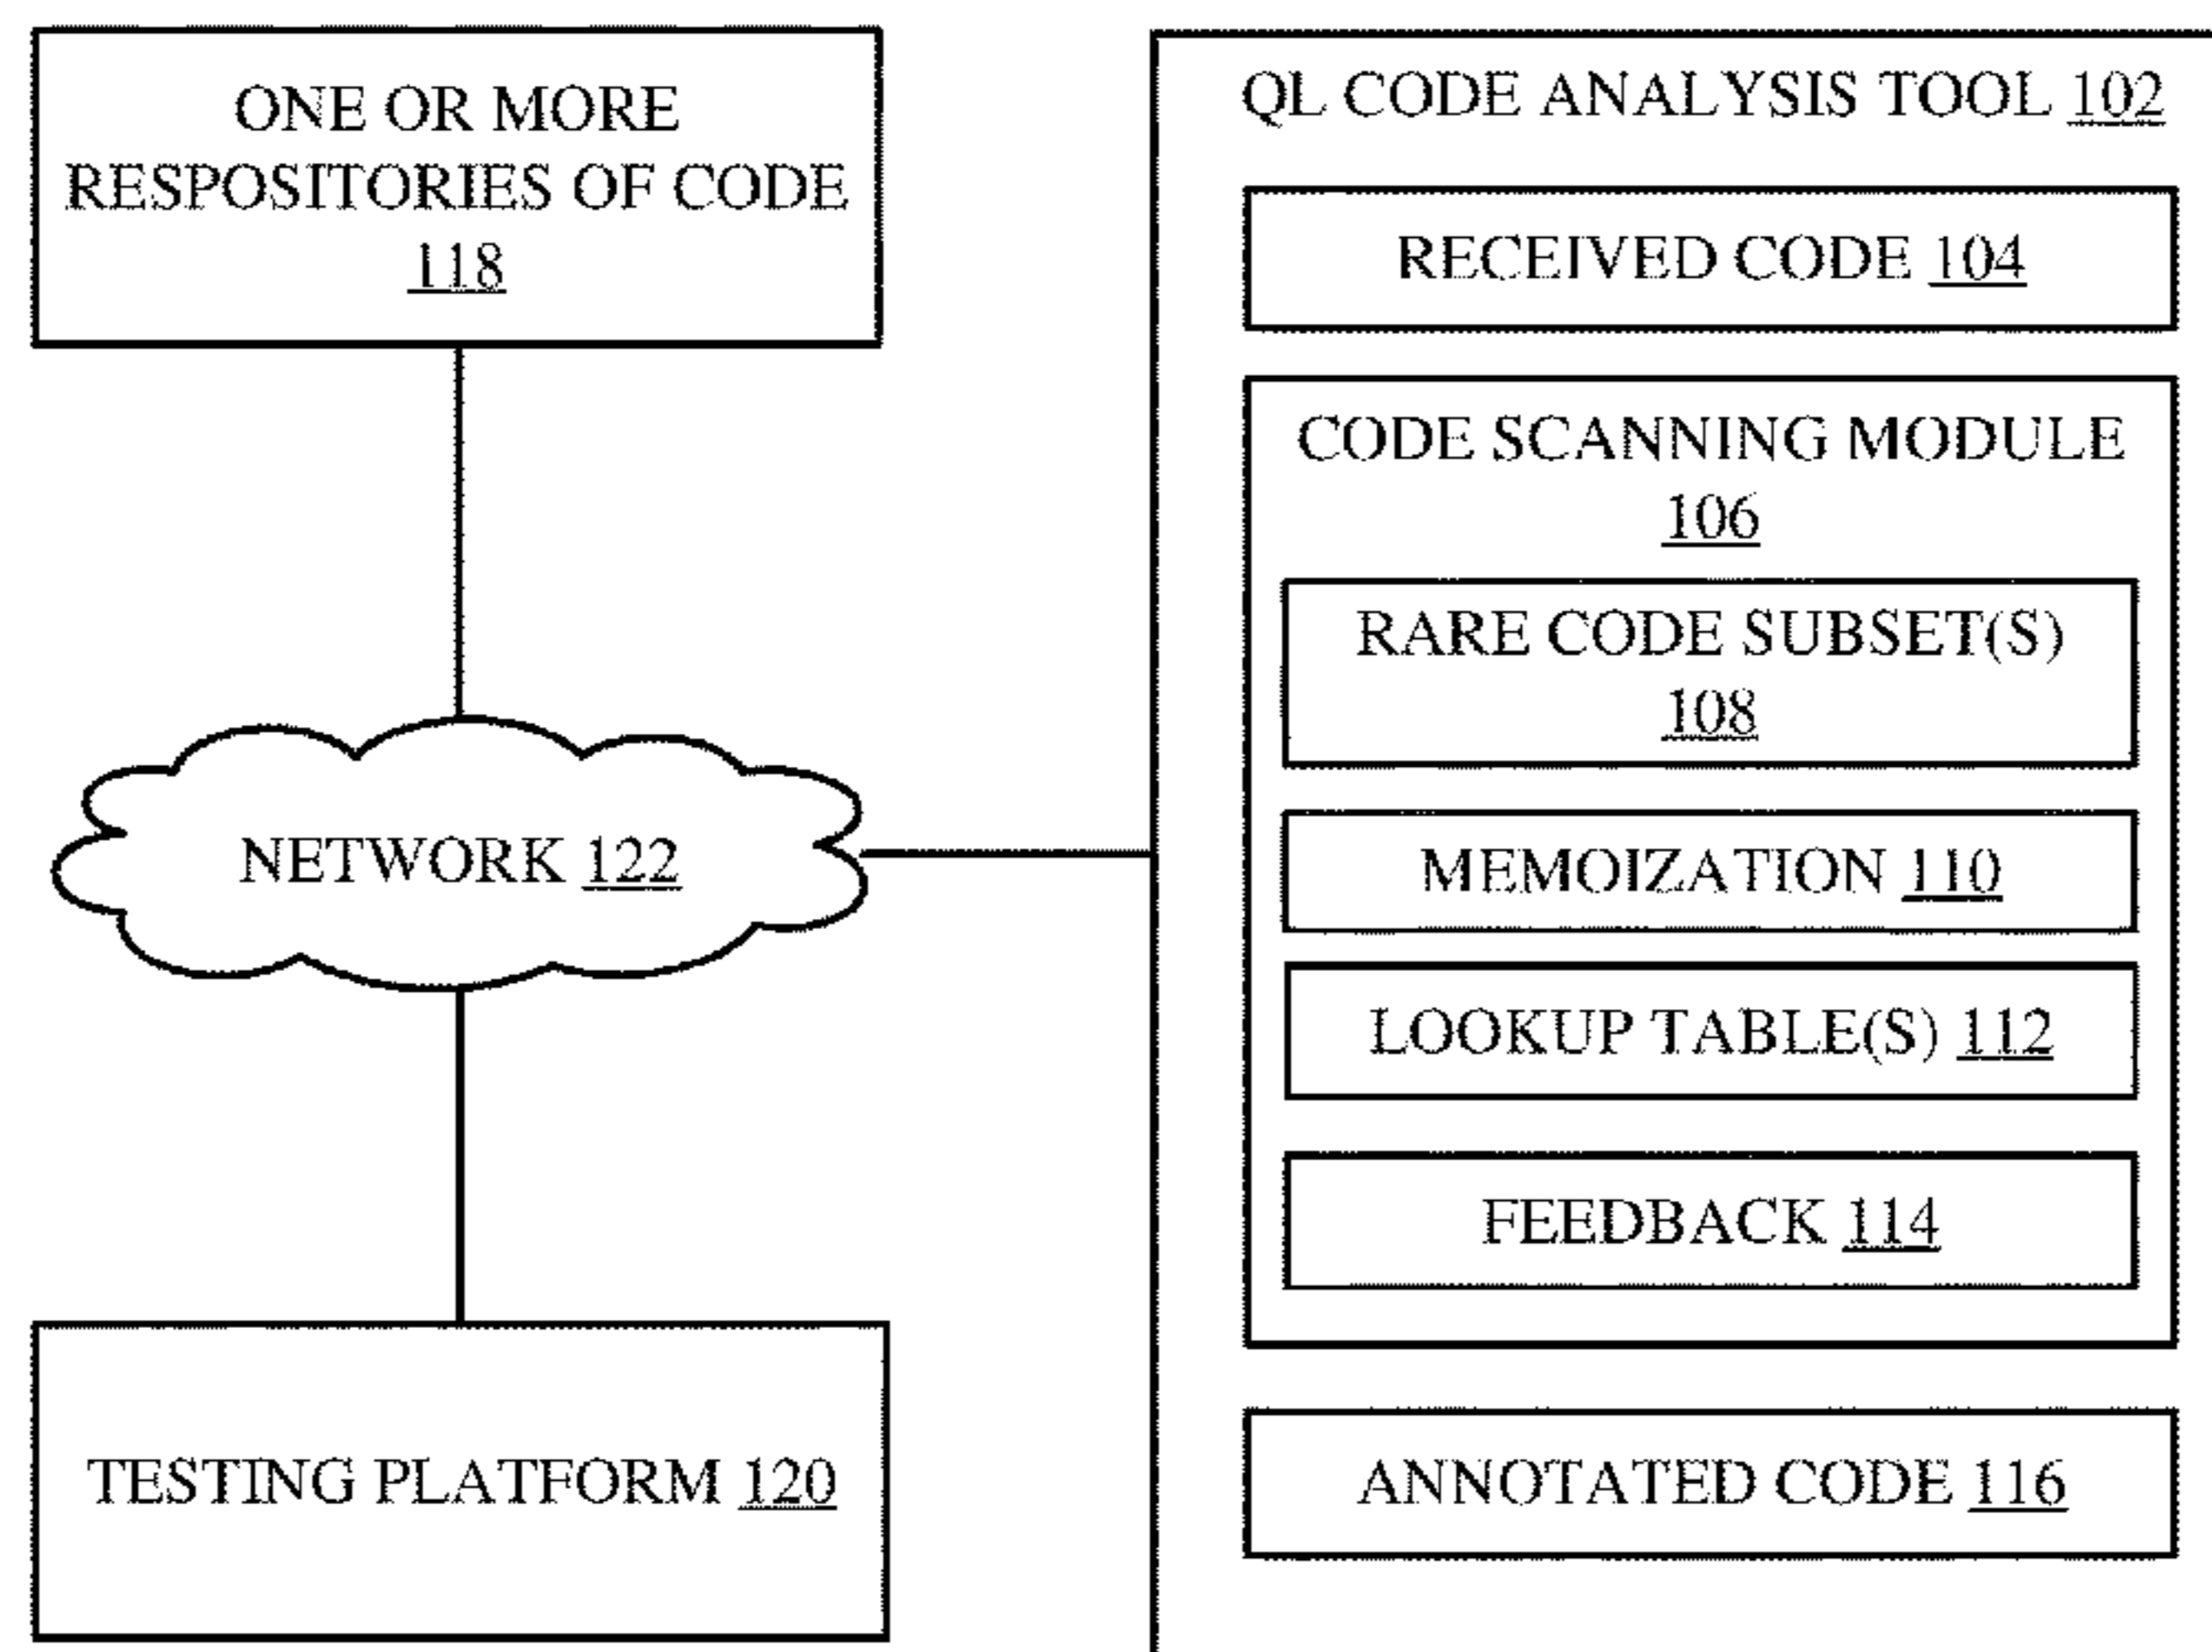 ONE OR MORE
RESPOSITORIES OF CODE
118
NETWORK 122
TESTING PLATFORM 120
QL CODE ANALYSIS TOOL 102
RECEIVED CODE 104
CODE SCANNING MODULE
106
RARE CODE SUBSET(S)
108
MEMOIZATION 110
LOOKUP TABLE(S) 112
FEEDBACK 114
ANNOTATED CODE 116